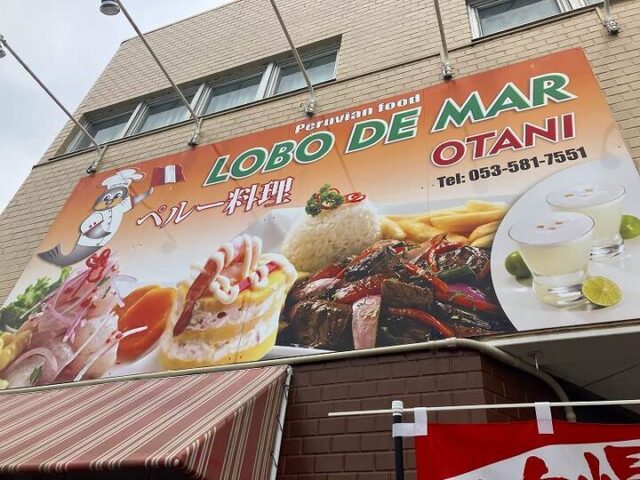 Peruvian food
LOBO DE MAR
OTANI
ペルー料理
Tel: 053-581-7551